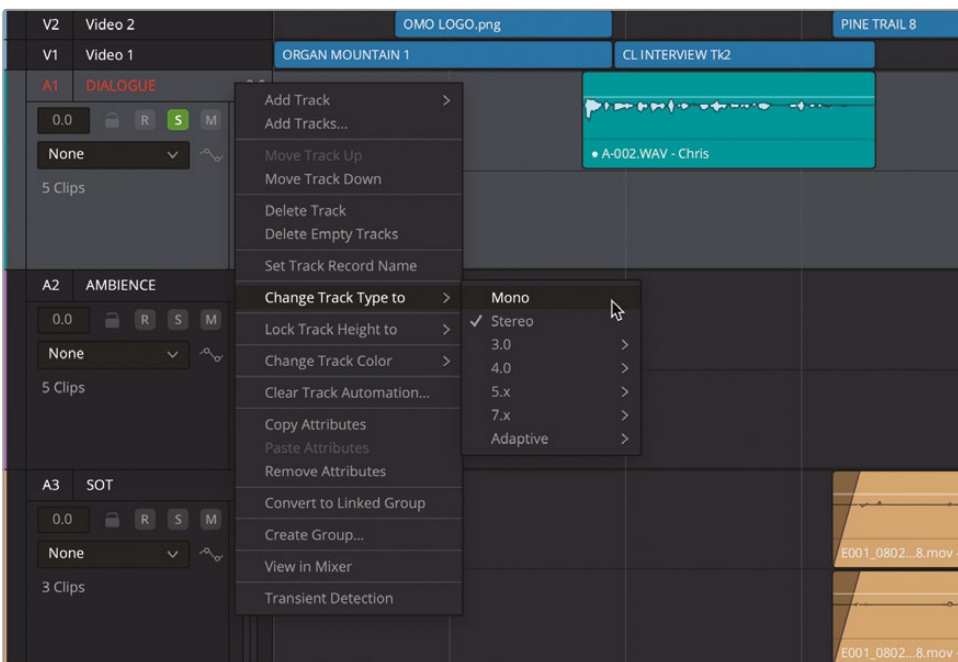 V2 Video 2 OMO LOGO.png PINE TRAIL 8
V1 Video 1 ORGAN MOUNTAIN 1 CL INTERVIEW Tk2
A1 DIALOGUE
0.0 R S M
None
5 Clips
• A-002.WAV - Chris
Add Track >
Add Tracks...
Move Track Up
Move Track Down
Delete Track
Delete Empty Tracks
Set Track Record Name
Change Track Type to >
Lock Track Height to >
Change Track Color >
Clear Track Automation...
Copy Attributes
Paste Attributes
Remove Attributes
Convert to Linked Group
Create Group...
View in Mixer
Transient Detection
Mono
✓ Stereo
3.0 >
4.0 >
5.x >
7.x >
Adaptive >
A2 AMBIENCE
0.0 R S M
None
5 Clips
A3 SOT
0.0 R S M
None
3 Clips
E001_0802...8.mov -
E001_0802...8.mov -